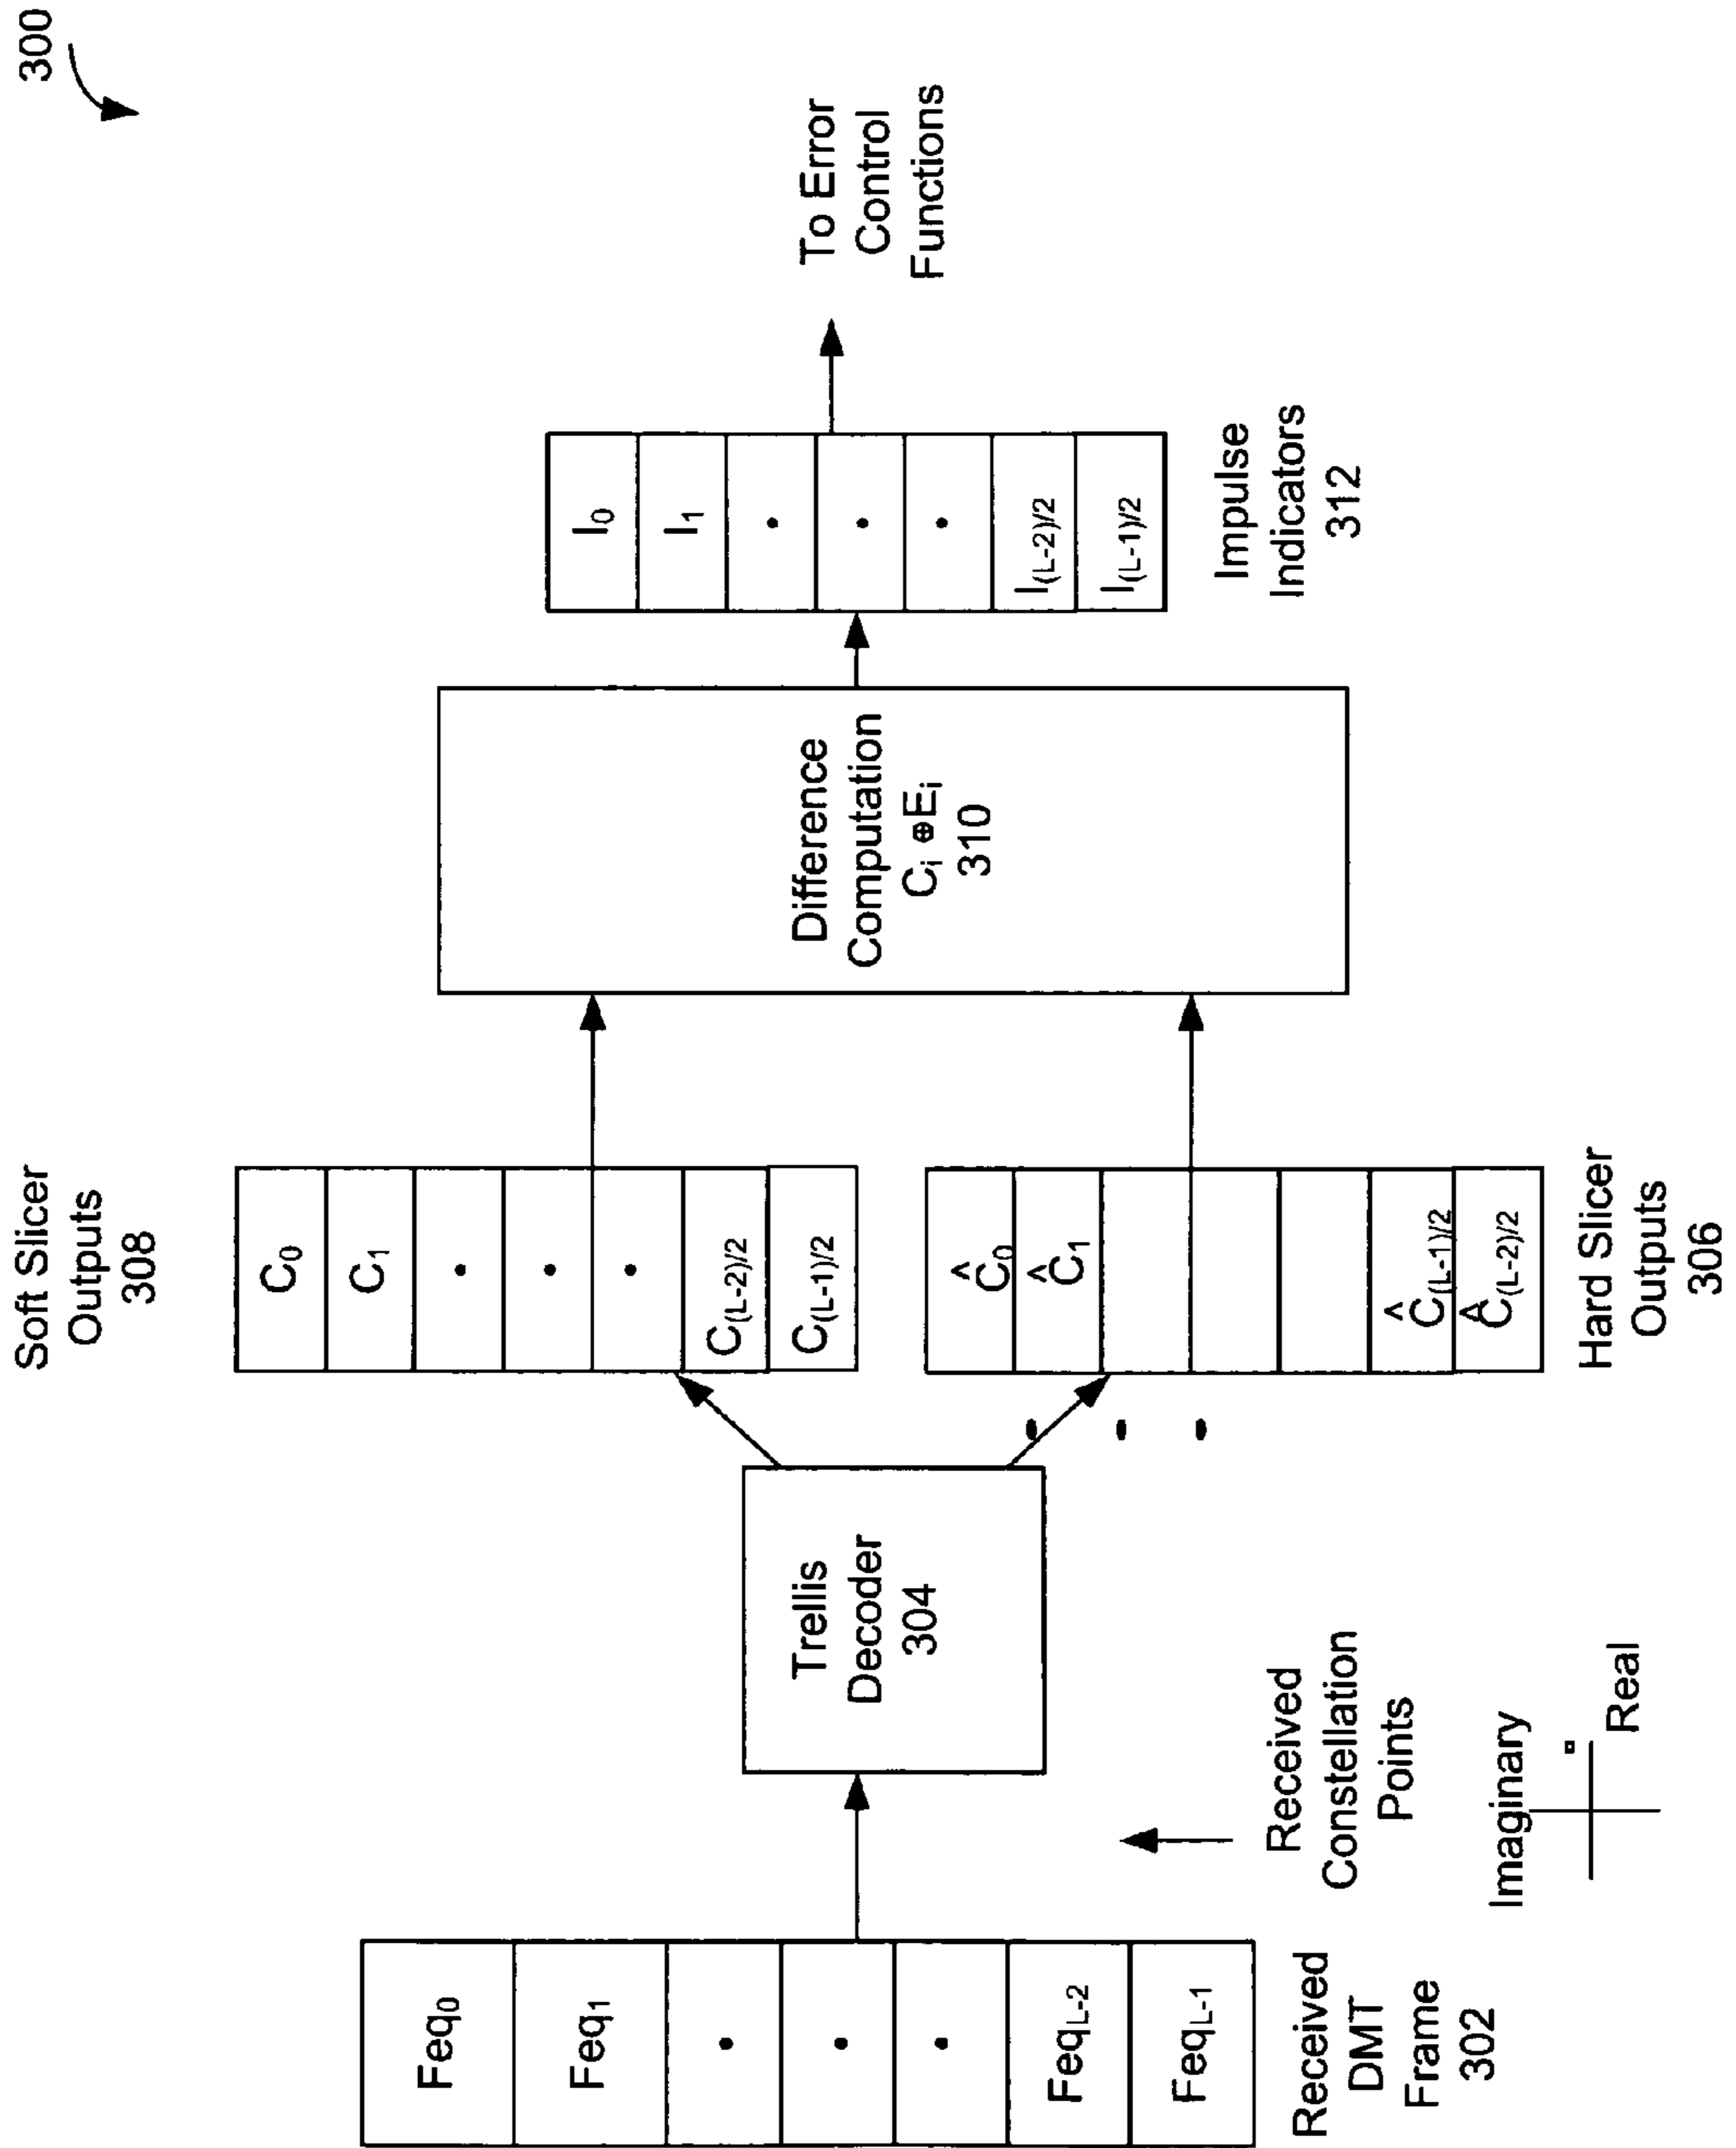 300
Feq0
Feq1
•
•
•
FeqL-2
FeqL-1
Received
DMT
Frame
302
Received
Constellation
Points
Imaginary
Real
Trellis
Decoder
304
Soft Slicer
Outputs
308
C0
C1
•
•
•
C(L-2)/2
C(L-1)/2
Ĉ0
Ĉ1
•
•
•
Ĉ(L-1)/2
Ĉ(L-2)/2
Hard Slicer
Outputs
306
Difference
Computation
Ci ⊕Ei
310
I0
I1
•
•
•
I(L-2)/2
I(L-1)/2
Impulse
Indicators
312
To Error
Control
Functions